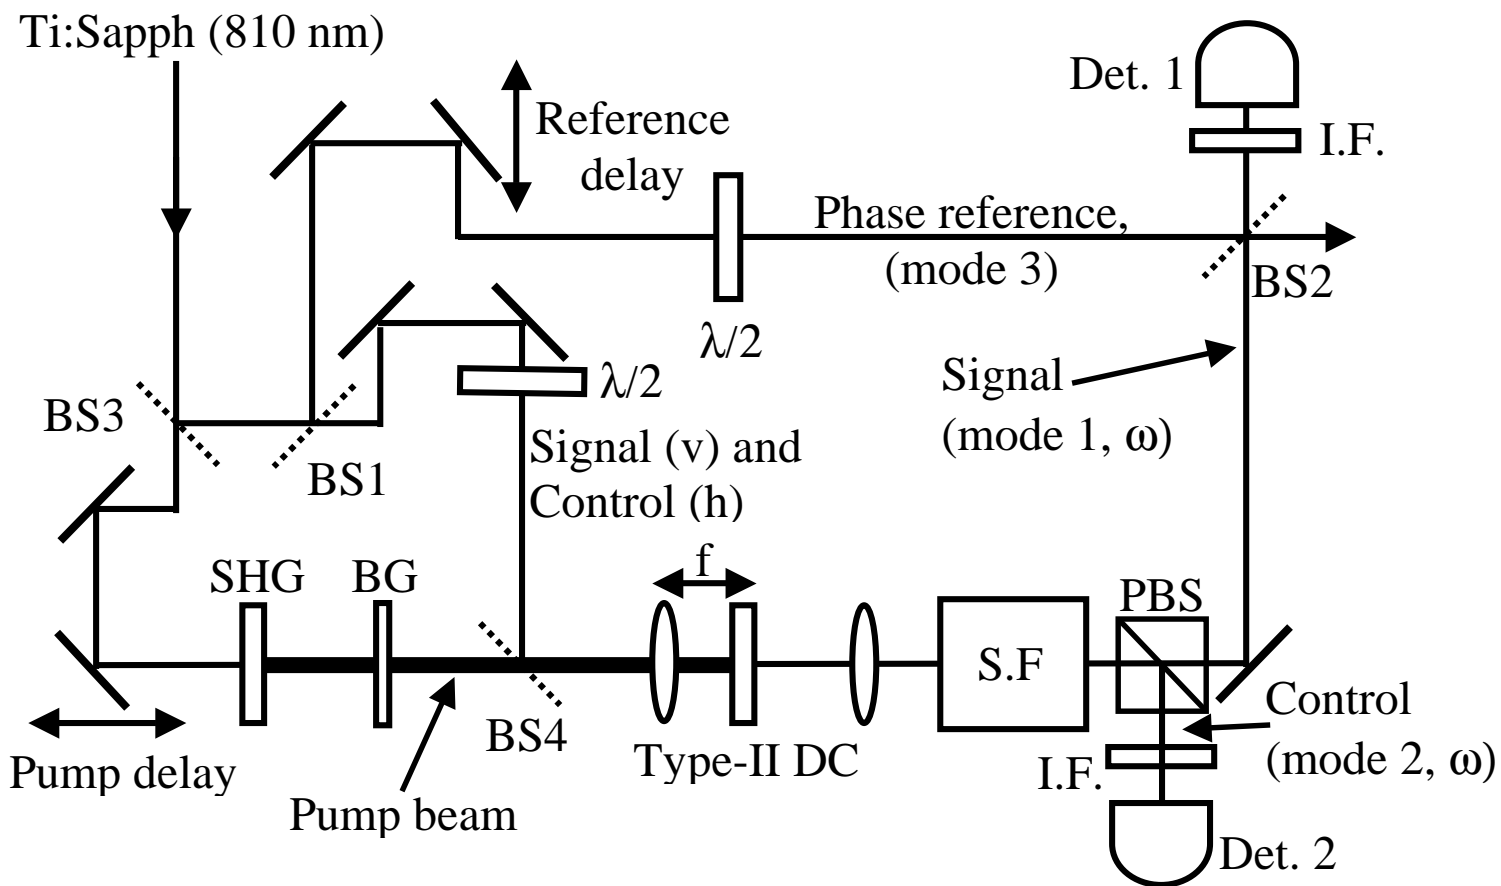 Ti:Sapph (810 nm)
Det. 1
I.F.
Reference
delay
Phase reference,
(mode 3)
BS2
λ/2
λ/2
Signal
(mode 1, ω)
BS3
BS1
Signal (v) and
Control (h)
f
SHG
BG
PBS
S.F
BS4
Type-II DC
Control
(mode 2, ω)
I.F.
Pump delay
Pump beam
Det. 2